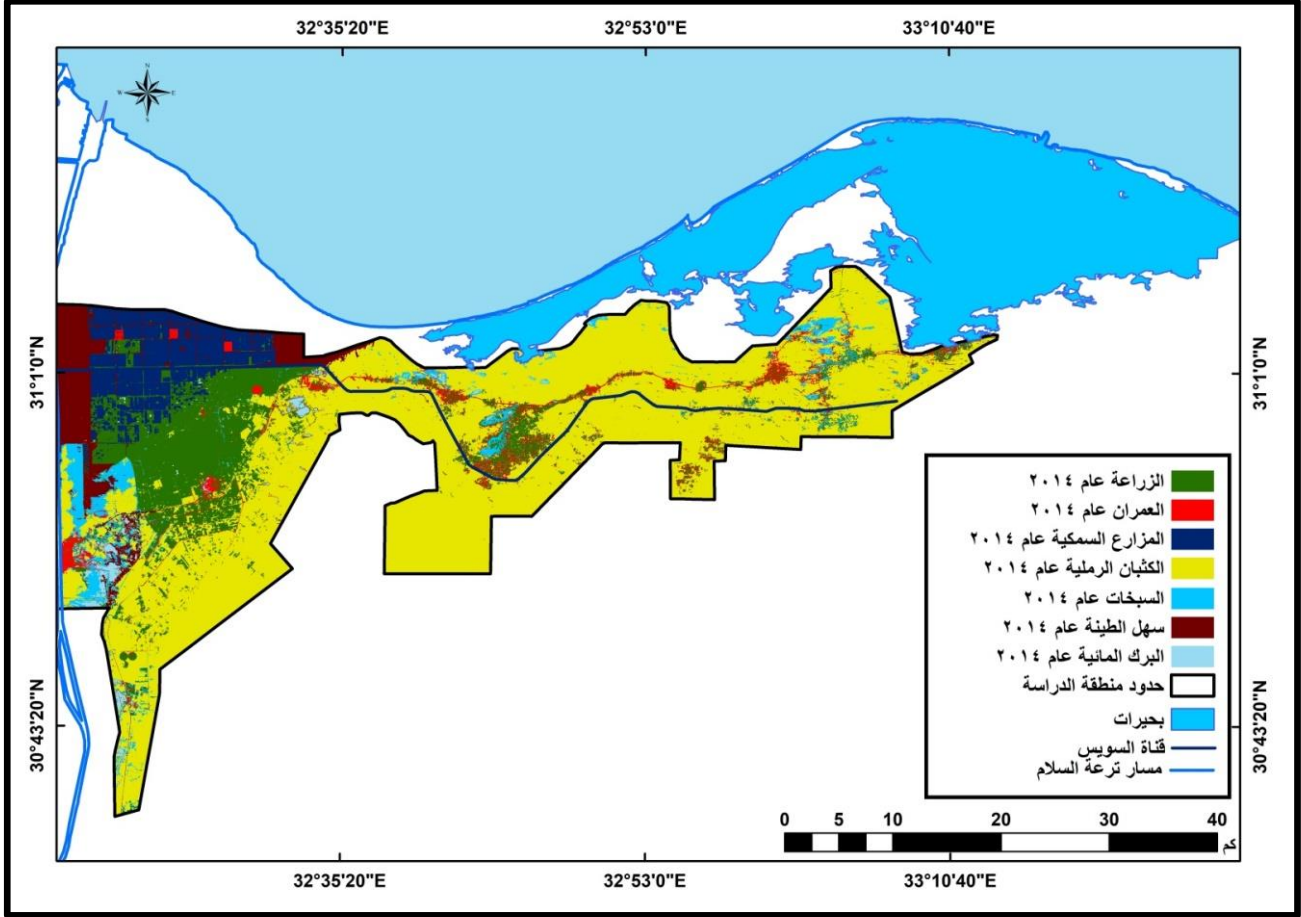 32°35'20"E 32°53'0"E 33°10'40"E
N
W E
S
31°1'0"N 31°1'0"N
الزراعة عام ٢٠١٤
العمران عام ٢٠١٤
المزارع السمكية عام ٢٠١٤
الكثبان الرملية عام ٢٠١٤
السبخات عام ٢٠١٤
سهل الطينة عام ٢٠١٤
البرك المائية عام ٢٠١٤
حدود منطقة الدراسة
بحيرات
قناة السويس
مسار ترعة السلام
30°43'20"N 30°43'20"N
0 5 10 20 30 40
كم
32°35'20"E 32°53'0"E 33°10'40"E